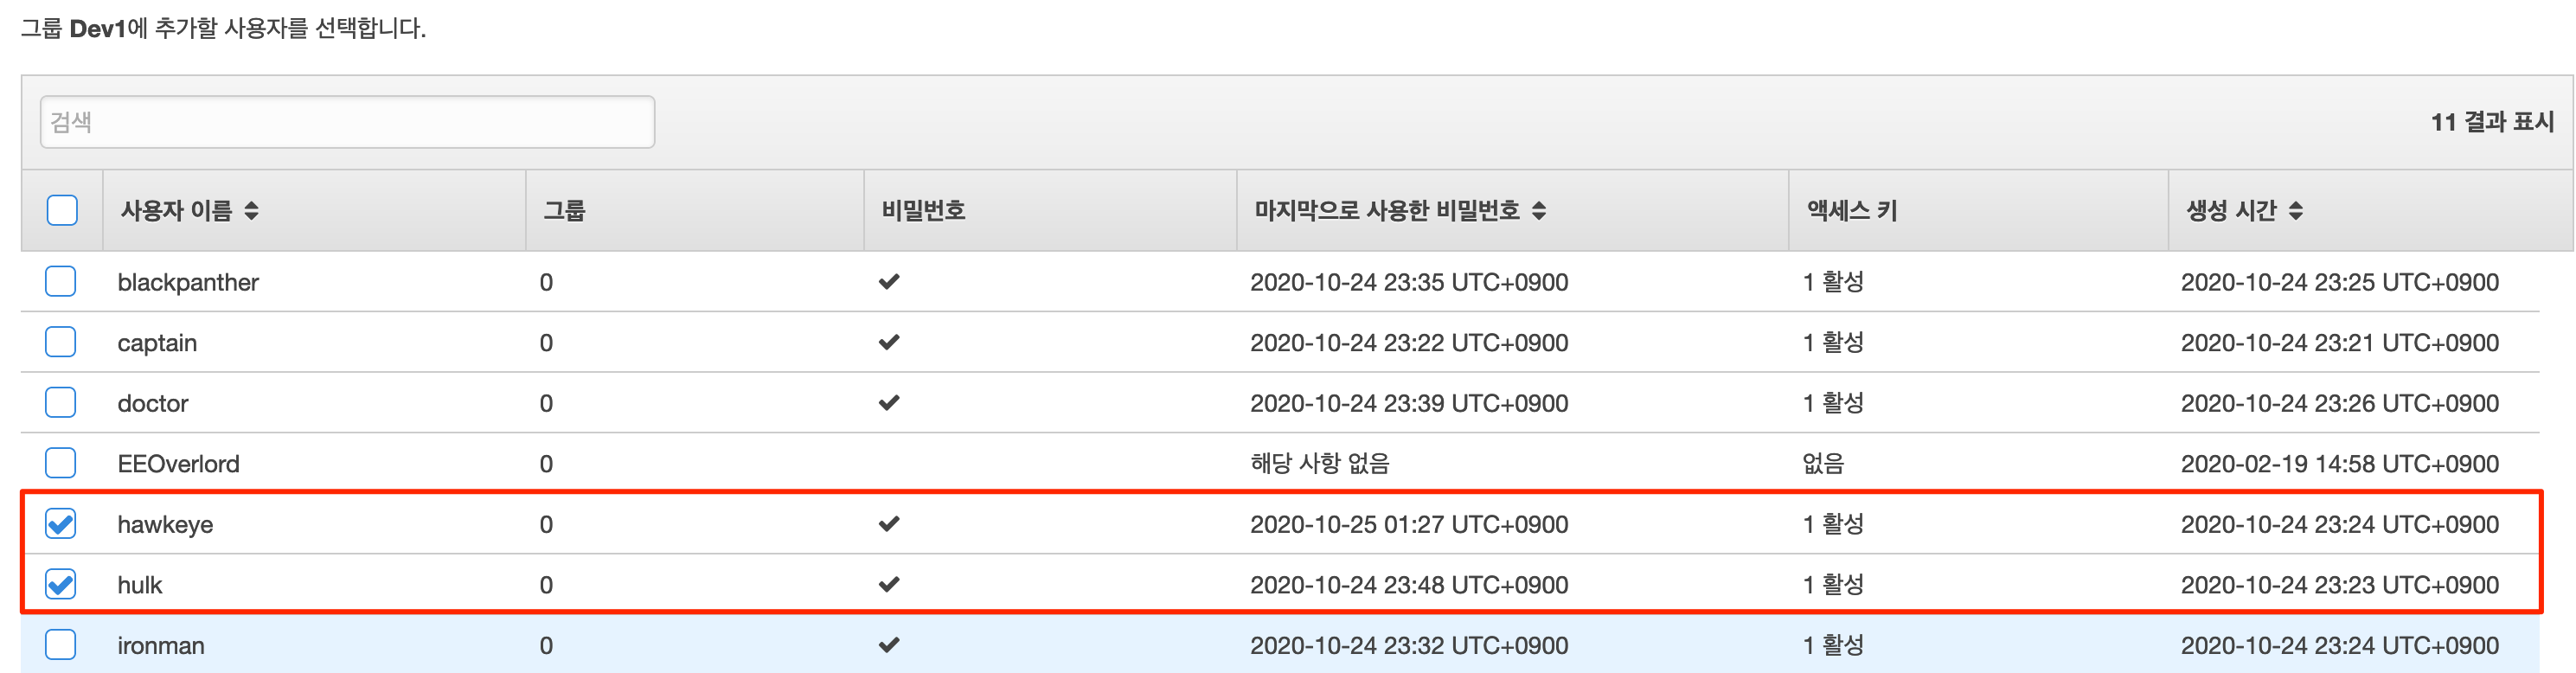 그룹 Dev1에 추가할 사용자를 선택합니다.
검색
11 결과 표시
사용자 이름 그룹 비밀번호 마지막으로 사용한 비밀번호 액세스 키 생성 시간
blackpanther 0 2020-10-24 23:35 UTC+0900 1 활성 2020-10-24 23:25 UTC+0900
captain 0 2020-10-24 23:22 UTC+0900 1 활성 2020-10-24 23:21 UTC+0900
doctor 0 2020-10-24 23:39 UTC+0900 1 활성 2020-10-24 23:26 UTC+0900
EEOverlord 0 해당 사항 없음 없음 2020-02-19 14:58 UTC+0900
hawkeye 0 2020-10-25 01:27 UTC+0900 1 활성 2020-10-24 23:24 UTC+0900
hulk 0 2020-10-24 23:48 UTC+0900 1 활성 2020-10-24 23:23 UTC+0900
ironman 0 2020-10-24 23:32 UTC+0900 1 활성 2020-10-24 23:24 UTC+0900